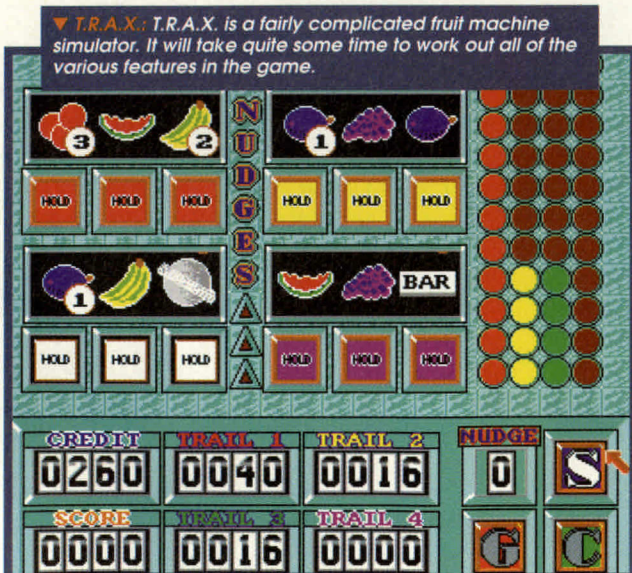 ▼ T.R.A.X.: T.R.A.X. is a fairly complicated fruit machine
simulator. It will take quite some time to work out all of the
various features in the game.
3 2 1
NUDGES
HOLD HOLD HOLD HOLD HOLD HOLD
1 BAR
HOLD HOLD HOLD HOLD HOLD HOLD
CREDIT TRAIL 1 TRAIL 2 NUDGE
0260 0040 0016 0 S
SCORE TRAIL 3 TRAIL 4
0000 0016 0000 G C